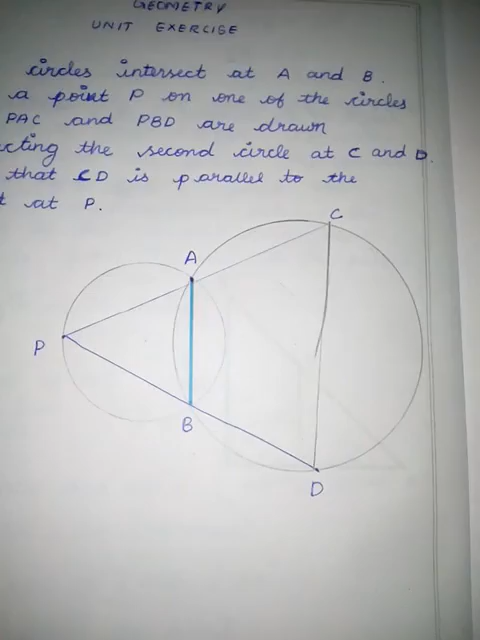 GEOMETRY
UNIT EXERCISE
circles intersect at A and B.
a point P on one of the circles
PAC and PBD are drawn
cting the second circle at C and D.
that CD is parallel to the
t at P.
C
A
P
B
D